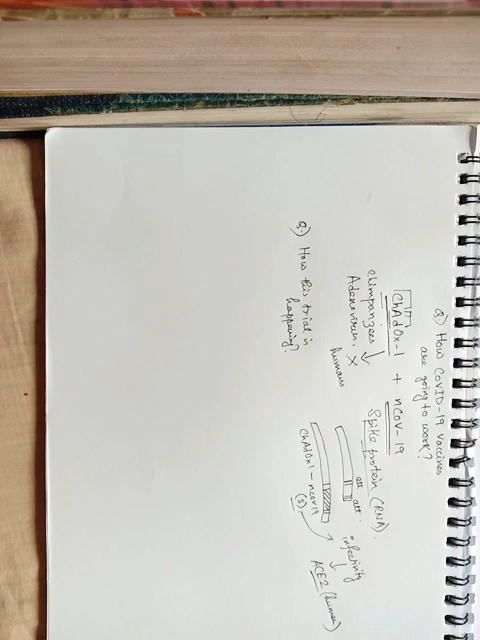 Q) How COVID-19 vaccines
are going to work?
ChAdOx-1 + nCoV-19
chimpanzees Spike protein (RNA).
Adenovirus. X humans
att att. infectivity
ChAdOx1-ncov19
(S). ACE2 (human)
Q.) How this trial is
happening?